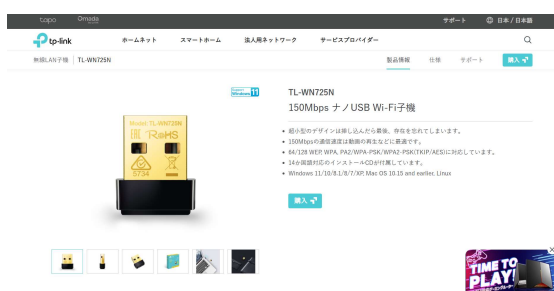 tapo
Omada
サポート
日本 / 日本語
tp-link
ホームネット
スマートホーム
法人用ネットワーク
サービスプロバイダー
無線LAN子機
TL-WN725N
製品情報
仕様
サポート
購入
Windows 11
TL-WN725N
150Mbps ナノUSB Wi-Fi子機
超小型のデザインは挿し込んだら最後、存在を忘れてしまいます。
150Mbpsの通信速度は動画の再生などに最適です。
64/128 WEP, WPA, PA2/WPA-PSK/WPA2-PSK(TKIP/AES)に対応しています。
14か国語対応のインストールCDが付属しています。
Windows 11/10/8.1/8/7/XP, Mac OS 10.15 and earlier, Linux
購入
Model: TL-WN725N
RoHS
5734
TIME TO
PLAY!